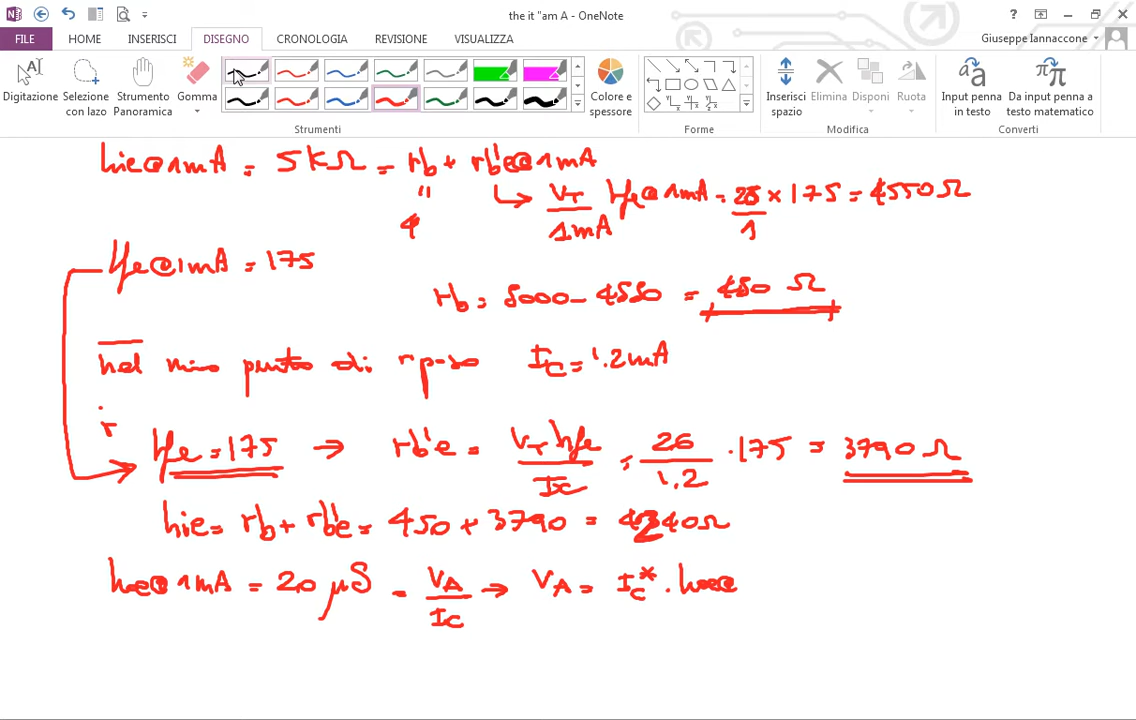 the it "am A - OneNote
?
FILE HOME INSERISCI DISEGNO CRONOLOGIA REVISIONE VISUALIZZA Giuseppe Iannaccone
Digitazione Selezione con lazo Strumento Panoramica Gomma Colore e spessore Inserisci spazio Elimina Disponi Ruota Input penna in testo Da input penna a testo matematico
Strumenti Forme Modifica Converti
hie@1mA = 5KΩ = rb + rb'e@1mA
" ↳ VT/1mA hfe@1mA = 26/1 × 175 = 4550Ω
hfe@1mA = 175
rb = 5000 - 4550 = 450 Ω
nel mio punto di riposo IC = 1.2mA
r
hfe = 175 → rb'e = VT hfe/IC = 26/1.2 · 175 = 3790Ω
hie = rb + rb'e = 450 + 3790 = 4240Ω
hoe@1mA = 20 μS = VA/IC → VA = IC* . hoe@